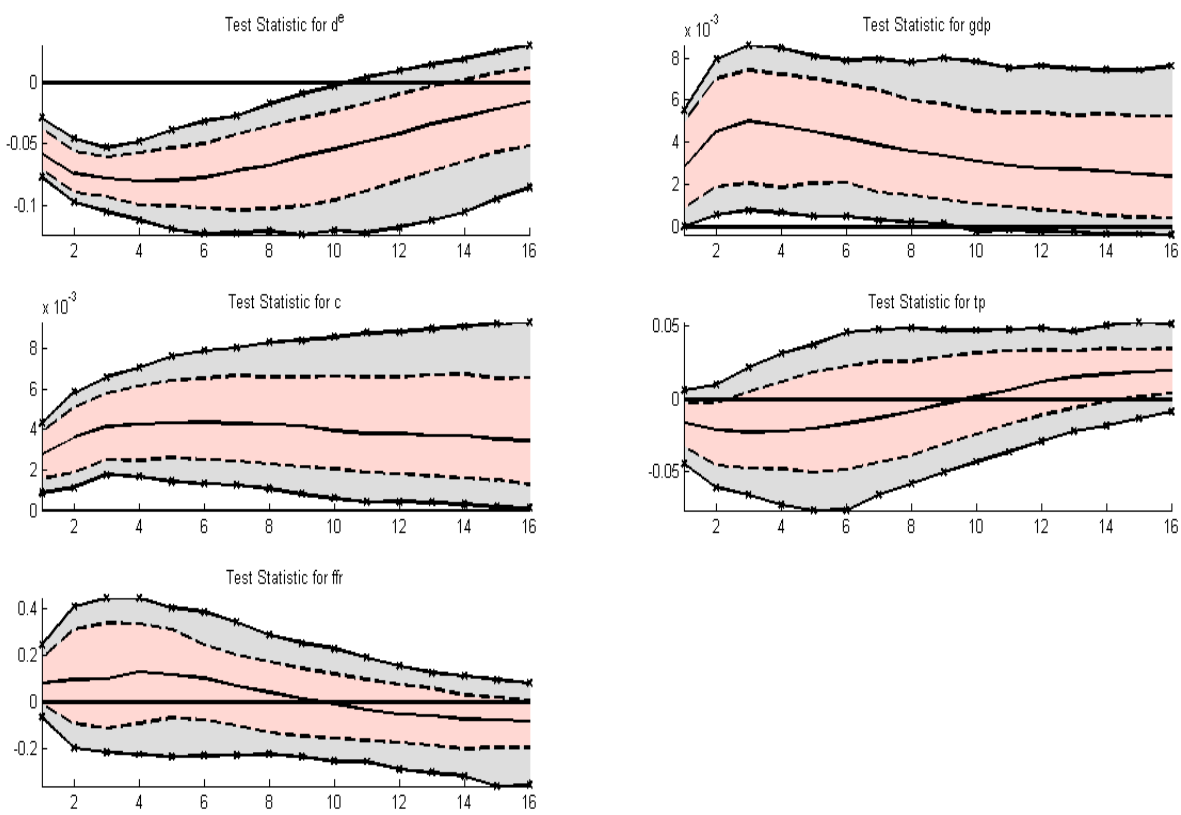 Test Statistic for dᵉ
0
-0.05
-0.1
2 4 6 8 10 12 14 16
Test Statistic for gdp
x 10⁻³
8
6
4
2
0
2 4 6 8 10 12 14 16
Test Statistic for c
x 10⁻³
8
6
4
2
0
2 4 6 8 10 12 14 16
Test Statistic for tp
0.05
0
-0.05
2 4 6 8 10 12 14 16
Test Statistic for ffr
0.4
0.2
0
-0.2
2 4 6 8 10 12 14 16